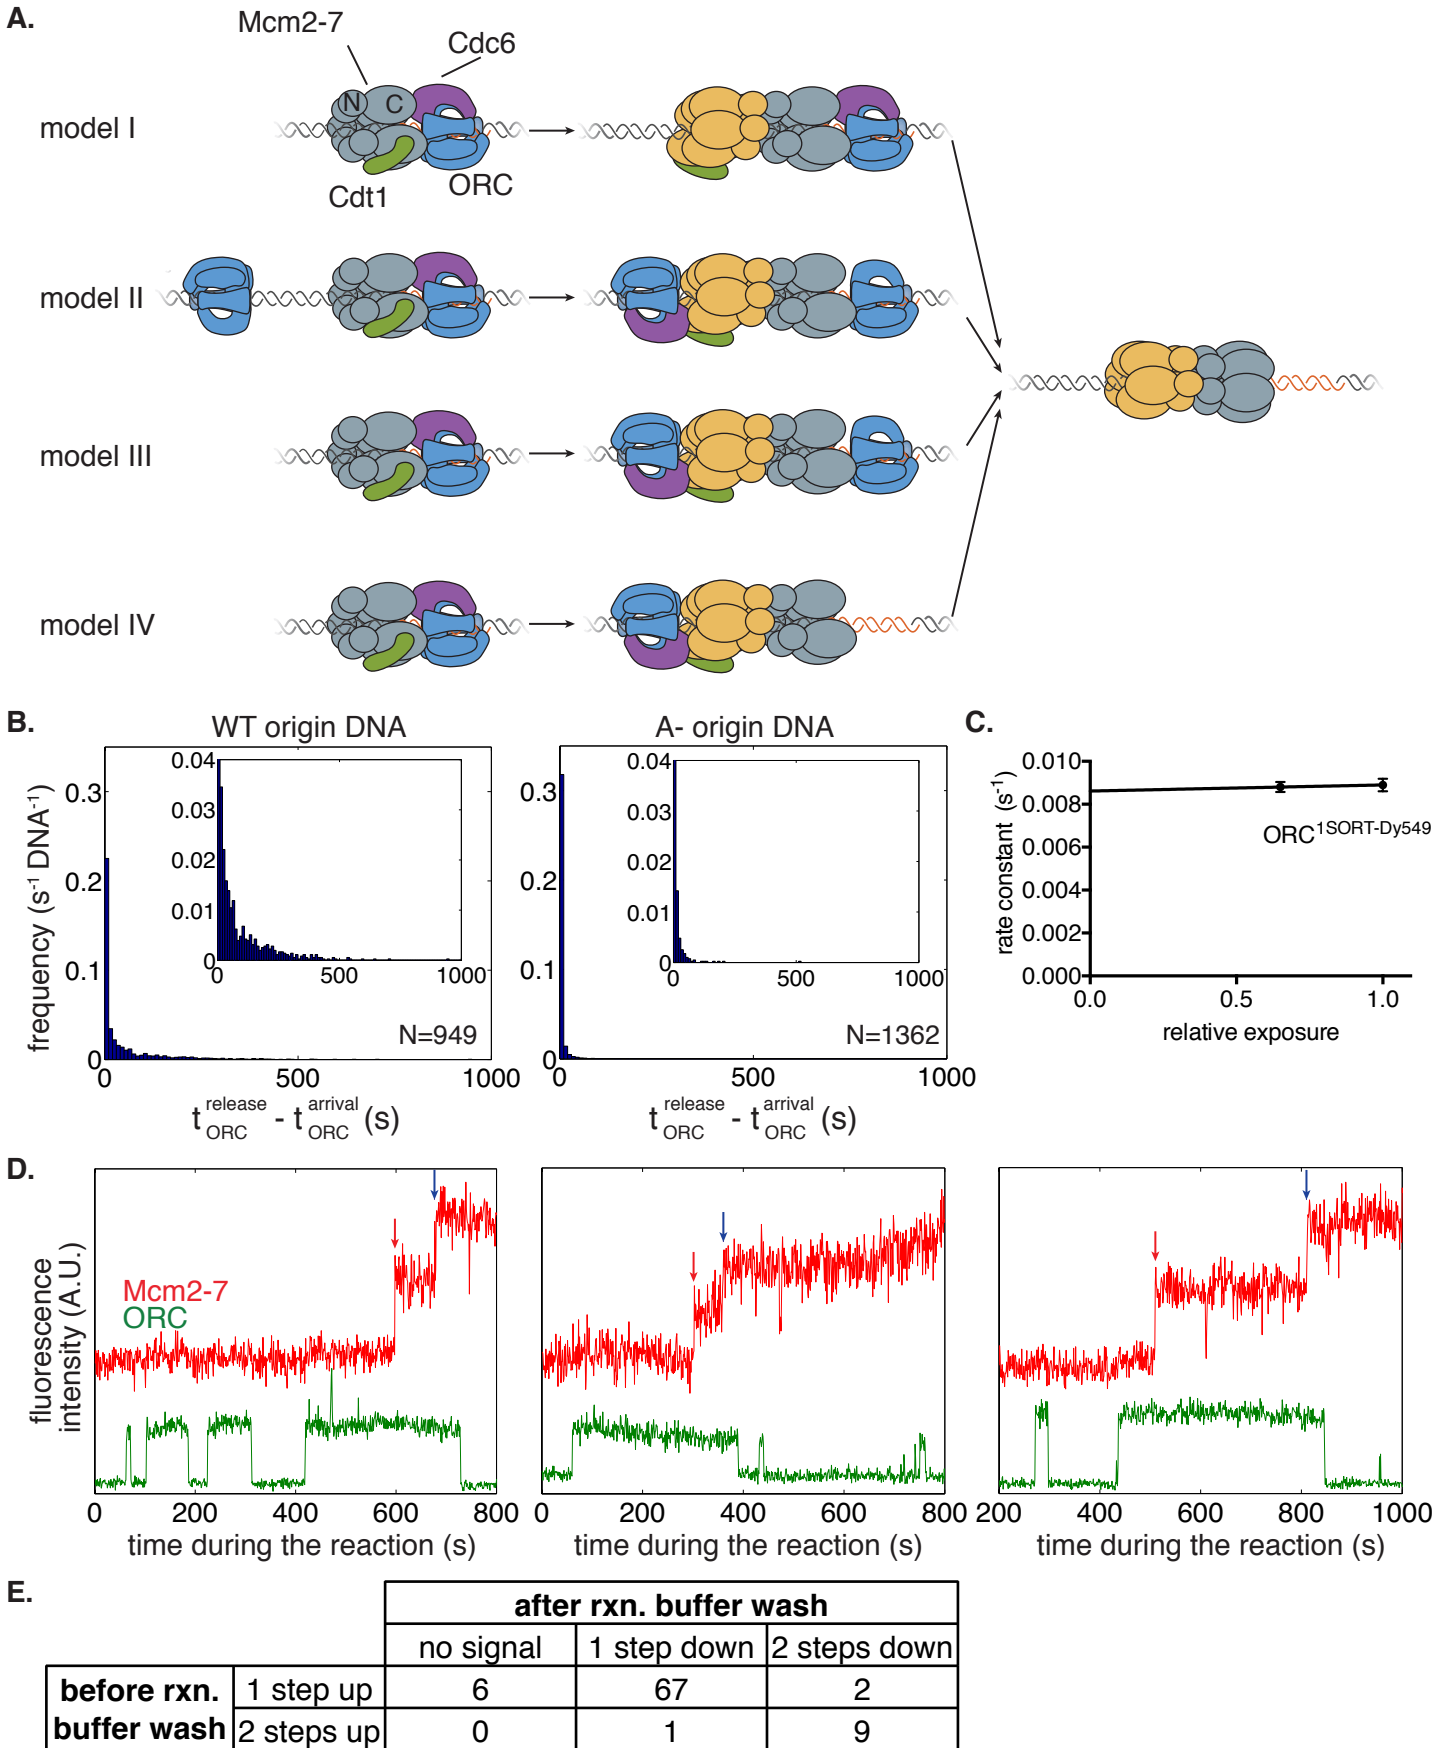 A.
Mcm2-7
Cdc6
N C
model I
Cdt1
ORC
model II
model III
model IV
B.
WT origin DNA
A- origin DNA
frequency (s-1 DNA-1)
0.3
0.2
0.1
0
0.04
0.03
0.02
0.01
0
0 500 1000
N=949
0 500 1000
t release ORC - t arrival ORC (s)
0.3
0.2
0.1
0
0.04
0.03
0.02
0.01
0
0 500 1000
N=1362
0 500 1000
t release ORC - t arrival ORC (s)
C.
rate constant (s-1)
0.010
0.008
0.006
0.004
0.002
0.000
ORC1SORT-Dy549
0.0 0.5 1.0
relative exposure
D.
fluorescence
intensity (A.U.)
Mcm2-7
ORC
0 200 400 600 800
time during the reaction (s)
0 200 400 600 800
time during the reaction (s)
200 400 600 800 1000
time during the reaction (s)
E.
after rxn. buffer wash
no signal 1 step down 2 steps down
before rxn. 1 step up 6 67 2
buffer wash 2 steps up 0 1 9